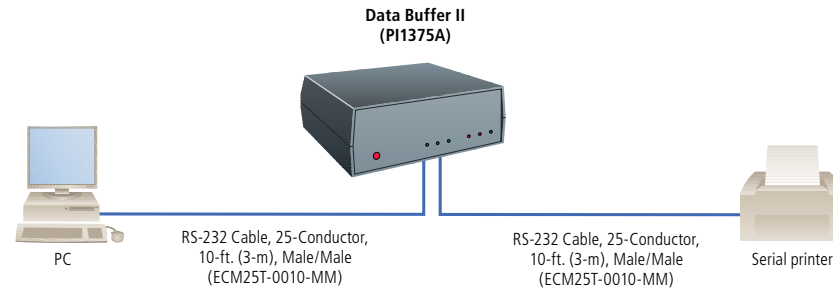 Data Buffer II
(PI1375A)
PC
RS-232 Cable, 25-Conductor,
10-ft. (3-m), Male/Male
(ECM25T-0010-MM)
RS-232 Cable, 25-Conductor,
10-ft. (3-m), Male/Male
(ECM25T-0010-MM)
Serial printer